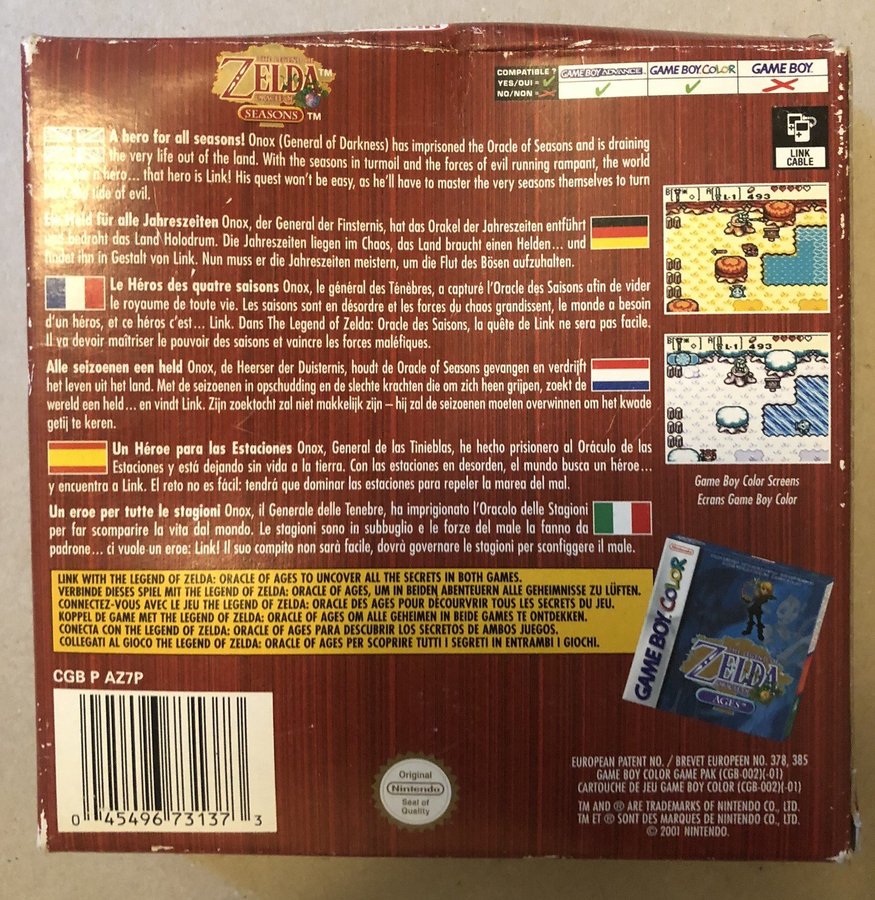 THE LEGEND OF
ZELDA™
ORACLE OF
SEASONS™
COMPATIBLE ?
YES/OUI =
NO/NON =
GAME BOY ADVANCE
GAME BOY COLOR
GAME BOY
LINK
CABLE
A hero for all seasons! Onox (General of Darkness) has imprisoned the Oracle of Seasons and is draining
the very life out of the land. With the seasons in turmoil and the forces of evil running rampant, the world
a hero... that hero is Link! His quest won't be easy, as he'll have to master the very seasons themselves to turn
tide of evil.
Ein Held für alle Jahreszeiten Onox, der General der Finsternis, hat das Orakel der Jahreszeiten entführt
und bedroht das Land Holodrum. Die Jahreszeiten liegen im Chaos, das Land braucht einen Helden... und
findet ihn in Gestalt von Link. Nun muss er die Jahreszeiten meistern, um die Flut des Bösen aufzuhalten.
Le Héros des quatre saisons Onox, le général des Ténèbres, a capturé l'Oracle des Saisons afin de vider
le royaume de toute vie. Les saisons sont en désordre et les forces du chaos grandissent, le monde a besoin
d'un héros, et ce héros c'est... Link. Dans The Legend of Zelda: Oracle des Saisons, la quête de Link ne sera pas facile.
Il va devoir maîtriser le pouvoir des saisons et vaincre les forces maléfiques.
Alle seizoenen een held Onox, de Heerser der Duisternis, houdt de Oracle of Seasons gevangen en verdrijft
het leven uit het land. Met de seizoenen in opschudding en de slechte krachten die om zich heen grijpen, zoekt de
wereld een held... en vindt Link. Zijn zoektocht zal niet makkelijk zijn – hij zal de seizoenen moeten overwinnen om het kwade
getij te keren.
Un Héroe para las Estaciones Onox, General de las Tinieblas, he hecho prisionero al Oráculo de las
Estaciones y está dejando sin vida a la tierra. Con las estaciones en desorden, el mundo busca un héroe...
y encuentra a Link. El reto no es fácil: tendrá que dominar las estaciones para repeler la marea del mal.
Un eroe per tutte le stagioni Onox, il Generale delle Tenebre, ha imprigionato l'Oracolo delle Stagioni
per far scomparire la vita dal mondo. Le stagioni sono in subbuglio e le forze del male la fanno da
padrone... ci vuole un eroe: Link! Il suo compito non sarà facile, dovrà governare le stagioni per sconfiggere il male.
B
A
L-1
493
B
A
L-1
493
Game Boy Color Screens
Ecrans Game Boy Color
LINK WITH THE LEGEND OF ZELDA: ORACLE OF AGES TO UNCOVER ALL THE SECRETS IN BOTH GAMES.
VERBINDE DIESES SPIEL MIT THE LEGEND OF ZELDA: ORACLE OF AGES, UM IN BEIDEN ABENTEUERN ALLE GEHEIMNISSE ZU LÜFTEN.
CONNECTEZ-VOUS AVEC LE JEU THE LEGEND OF ZELDA: ORACLE DES AGES POUR DÉCOURVRIR TOUS LES SECRETS DU JEU.
KOPPEL DE GAME MET THE LEGEND OF ZELDA: ORACLE OF AGES OM ALLE GEHEIMEN IN BEIDE GAMES TE ONTDEKKEN.
CONECTA CON THE LEGEND OF ZELDA: ORACLE OF AGES PARA DESCUBRIR LOS SECRETOS DE AMBOS JUEGOS.
COLLEGATI AL GIOCO THE LEGEND OF ZELDA: ORACLE OF AGES PER SCOPRIRE TUTTI I SEGRETI IN ENTRAMBI I GIOCHI.
Nintendo
GAME BOY COLOR
THE LEGEND OF
ZELDA
ORACLE OF
AGES™
CGB P AZ7P
0 45496 73137 3
Original
Nintendo
Seal of
Quality
EUROPEAN PATENT NO. / BREVET EUROPEEN NO. 378, 385
GAME BOY COLOR GAME PAK (CGB-002)(-01)
CARTOUCHE DE JEU GAME BOY COLOR (CGB-002)(-01)
TM AND ® ARE TRADEMARKS OF NINTENDO CO., LTD.
TM ET ® SONT DES MARQUES DE NINTENDO CO., LTD.
© 2001 NINTENDO.